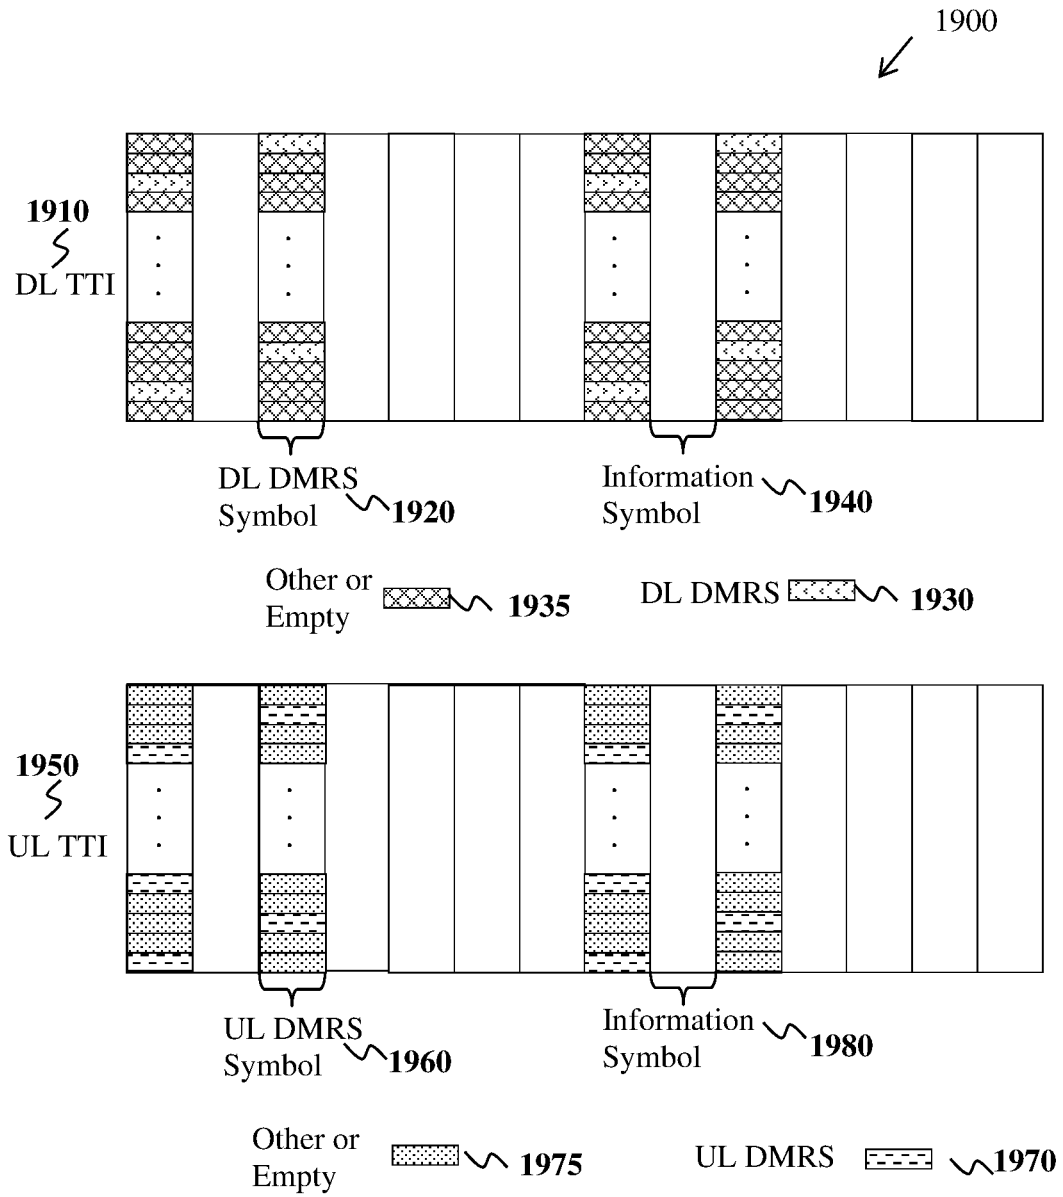 1900
1910
DL TTI
DL DMRS
Symbol
1920
Information
Symbol
1940
Other or
Empty
1935
DL DMRS
1930
1950
UL TTI
UL DMRS
Symbol
1960
Information
Symbol
1980
Other or
Empty
1975
UL DMRS
1970